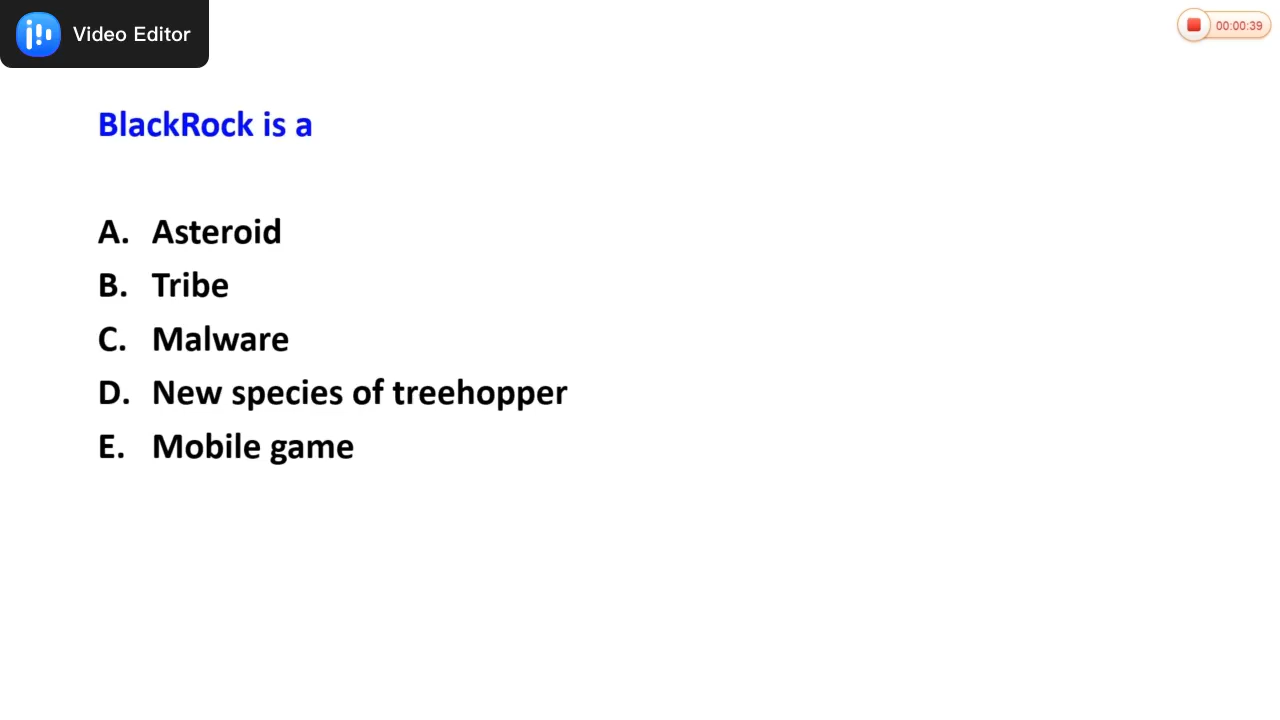 Video Editor
00:00:39
BlackRock is a
A. Asteroid
B. Tribe
C. Malware
D. New species of treehopper
E. Mobile game